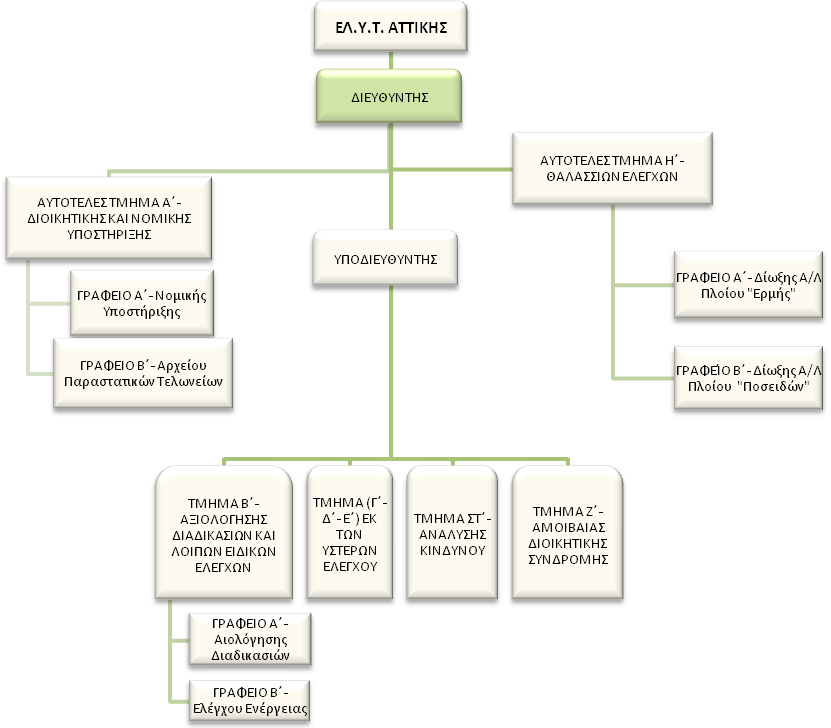 ΕΛ.Υ.Τ. ΑΤΤΙΚΗΣ
ΔΙΕΥΘΥΝΤΗΣ
ΑΥΤΟΤΕΛΕΣ ΤΜΗΜΑ Η΄-
ΘΑΛΑΣΣΙΩΝ ΕΛΕΓΧΩΝ
ΑΥΤΟΤΕΛΕΣ ΤΜΗΜΑ Α΄-
ΔΙΟΙΚΗΤΙΚΗΣ ΚΑΙ ΝΟΜΙΚΗΣ
ΥΠΟΣΤΗΡΙΞΗΣ
ΥΠΟΔΙΕΥΘΥΝΤΗΣ
ΓΡΑΦΕΙΟ Α΄- Νομικής
Υποστήριξης
ΓΡΑΦΕΙΟ Β΄- Αρχείου
Παραστατικών Τελωνείων
ΓΡΑΦΕΙΟ Α΄- Δίωξης Α/Λ
Πλοίου "Ερμής"
ΓΡΑΦΕΊΟ Β΄- Δίωξης Α/Λ
Πλοίου "Ποσειδών"
ΤΜΗΜΑ Β΄-
ΑΞΙΟΛΟΓΗΣΗΣ
ΔΙΑΔΙΚΑΣΙΩΝ ΚΑΙ
ΛΟΙΠΩΝ ΕΙΔΙΚΩΝ
ΕΛΕΓΧΩΝ
ΤΜΗΜΑ (Γ΄-
Δ΄- Ε΄) ΕΚ
ΤΩΝ
ΥΣΤΕΡΩΝ
ΕΛΕΓΧΟΥ
ΤΜΗΜΑ ΣΤ΄-
ΑΝΑΛΥΣΗΣ
ΚΙΝΔΥΝΟΥ
ΤΜΗΜΑ Ζ΄-
ΑΜΟΙΒΑΙΑΣ
ΔΙΟΙΚΗΤΙΚΗΣ
ΣΥΝΔΡΟΜΗΣ
ΓΡΑΦΕΙΟ Α΄-
Αιολόγησης
Διαδικασιών
ΓΡΑΦΕΙΟ Β΄-
Ελέγχου Ενέργειας